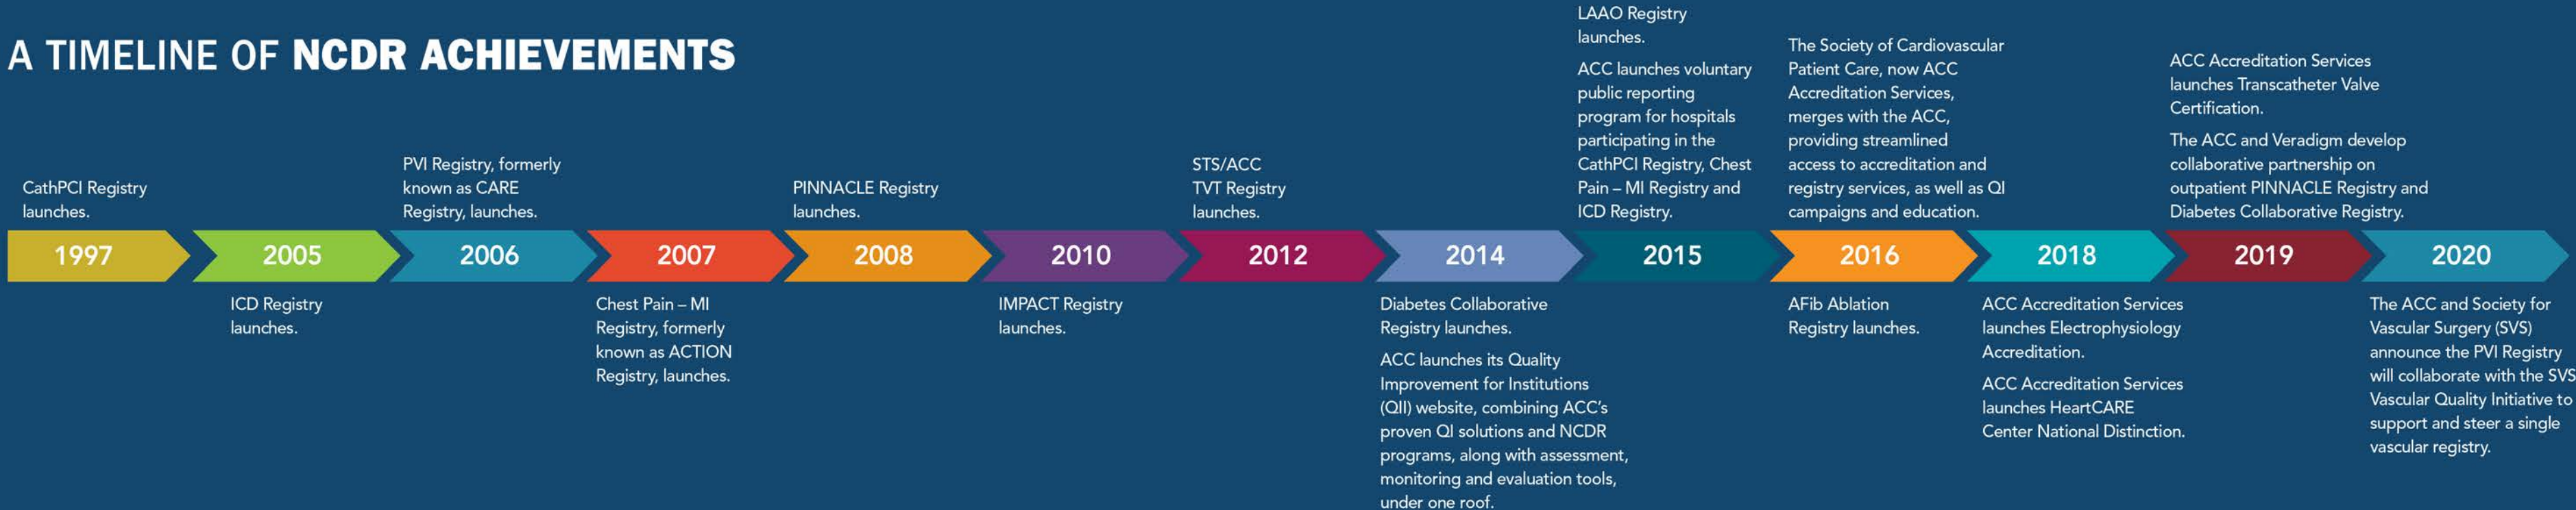 A TIMELINE OF NCDR ACHIEVEMENTS
CathPCI Registry
launches.
1997
2005
ICD Registry
launches.
PVI Registry, formerly
known as CARE
Registry, launches.
2006
2007
Chest Pain – MI
Registry, formerly
known as ACTION
Registry, launches.
PINNACLE Registry
launches.
2008
2010
IMPACT Registry
launches.
STS/ACC
TVT Registry
launches.
2012
2014
Diabetes Collaborative
Registry launches.
ACC launches its Quality
Improvement for Institutions
(QII) website, combining ACC's
proven QI solutions and NCDR
programs, along with assessment,
monitoring and evaluation tools,
under one roof.
LAAO Registry
launches.
ACC launches voluntary
public reporting
program for hospitals
participating in the
CathPCI Registry, Chest
Pain – MI Registry and
ICD Registry.
2015
The Society of Cardiovascular
Patient Care, now ACC
Accreditation Services,
merges with the ACC,
providing streamlined
access to accreditation and
registry services, as well as QI
campaigns and education.
2016
AFib Ablation
Registry launches.
2018
ACC Accreditation Services
launches Electrophysiology
Accreditation.
ACC Accreditation Services
launches HeartCARE
Center National Distinction.
ACC Accreditation Services
launches Transcatheter Valve
Certification.
The ACC and Veradigm develop
collaborative partnership on
outpatient PINNACLE Registry and
Diabetes Collaborative Registry.
2019
2020
The ACC and Society for
Vascular Surgery (SVS)
announce the PVI Registry
will collaborate with the SVS
Vascular Quality Initiative to
support and steer a single
vascular registry.